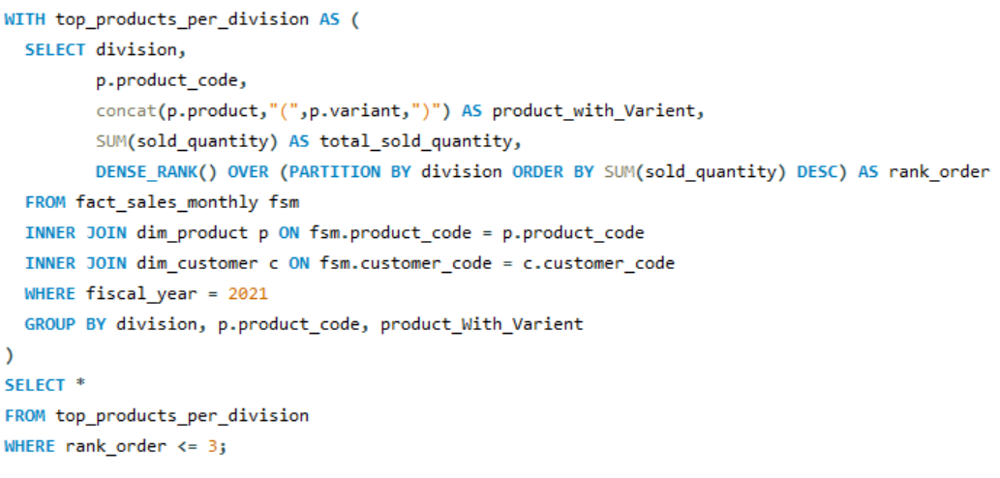 WITH top_products_per_division AS (
SELECT division,
p.product_code,
concat(p.product,"(",p.variant,")") AS product_with_Varient,
SUM(sold_quantity) AS total_sold_quantity,
DENSE_RANK() OVER (PARTITION BY division ORDER BY SUM(sold_quantity) DESC) AS rank_order
FROM fact_sales_monthly fsm
INNER JOIN dim_product p ON fsm.product_code = p.product_code
INNER JOIN dim_customer c ON fsm.customer_code = c.customer_code
WHERE fiscal_year = 2021
GROUP BY division, p.product_code, product_With_Varient
)
SELECT *
FROM top_products_per_division
WHERE rank_order <= 3;